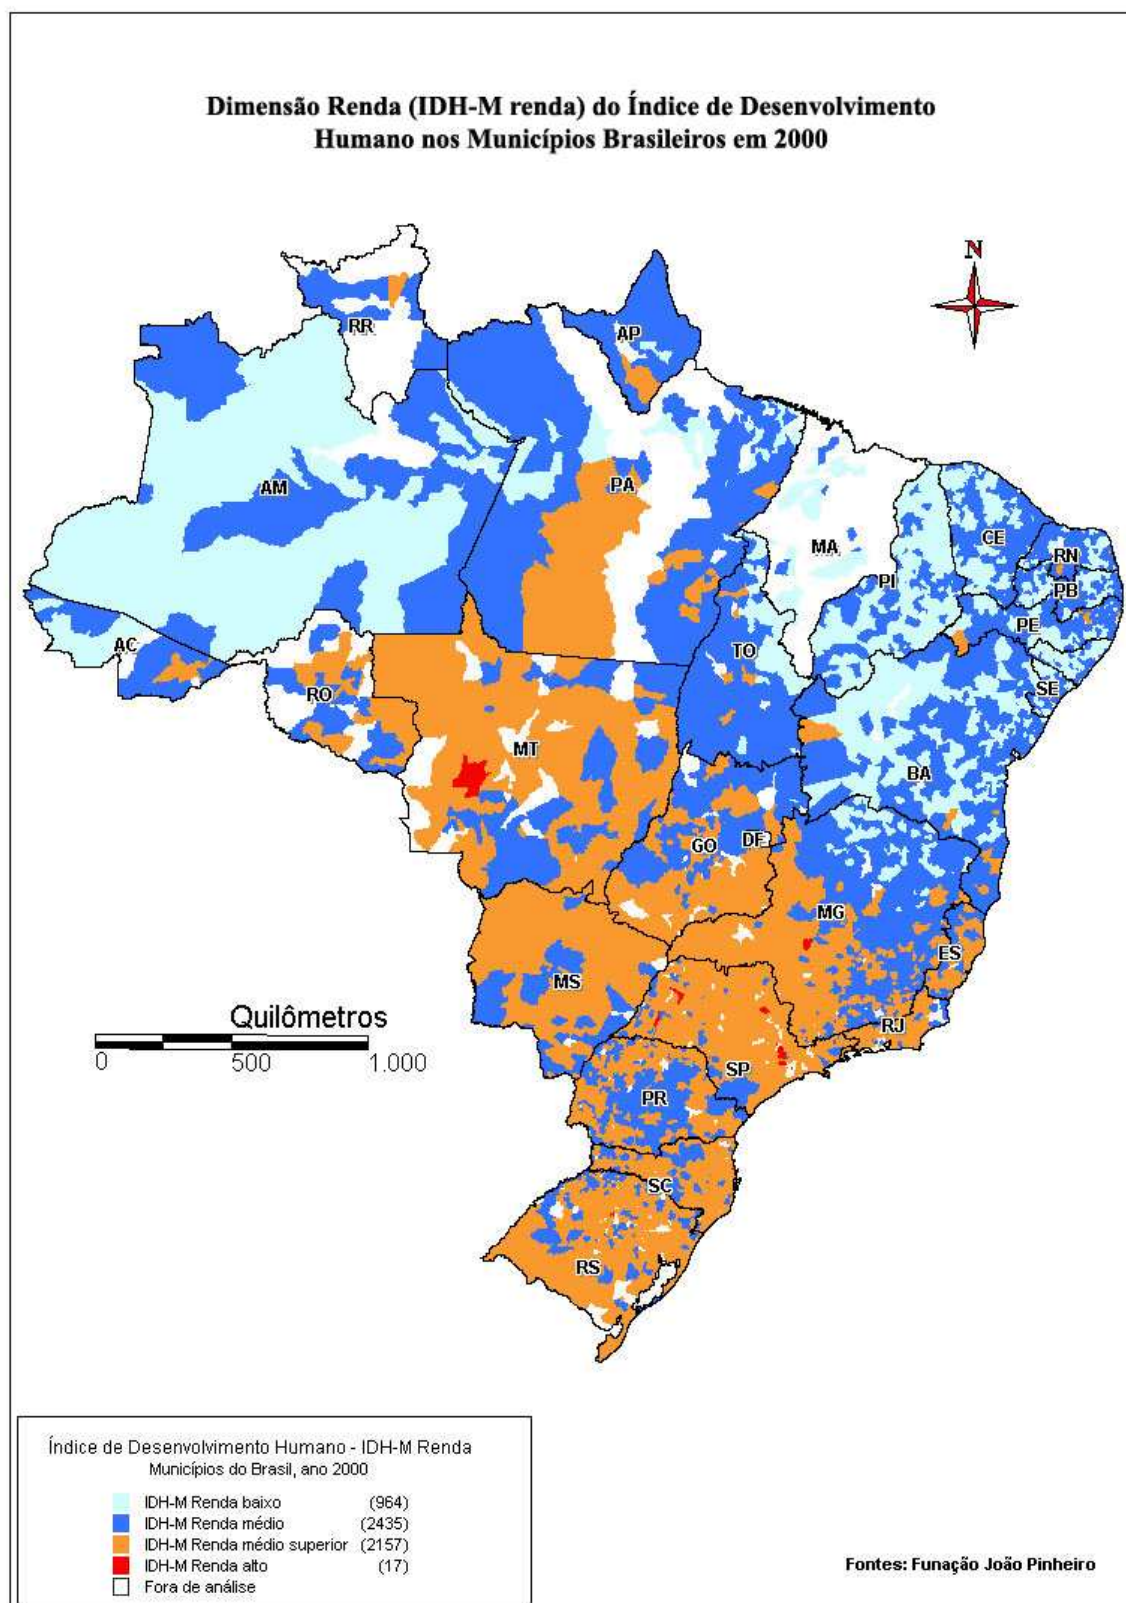 Dimensão Renda (IDH-M renda) do Índice de Desenvolvimento
Humano nos Municípios Brasileiros em 2000
N
RR
AP
AM
PA
MA
CE
RN
PB
PI
PE
AC
TO
SE
RO
MT
BA
GO
DF
MG
ES
MS
Quilômetros
0 500 1.000
RJ
SP
PR
SC
RS
Índice de Desenvolvimento Humano - IDH-M Renda
Municípios do Brasil, ano 2000
IDH-M Renda baixo (964)
IDH-M Renda médio (2435)
IDH-M Renda médio superior (2157)
IDH-M Renda alto (17)
Fora de análise
Fontes: Funação João Pinheiro